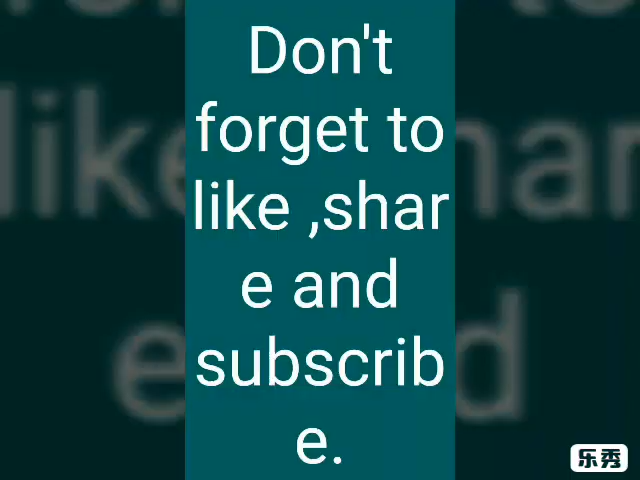 Don't
forget to
like ,shar
e and
subscrib
e.
乐秀